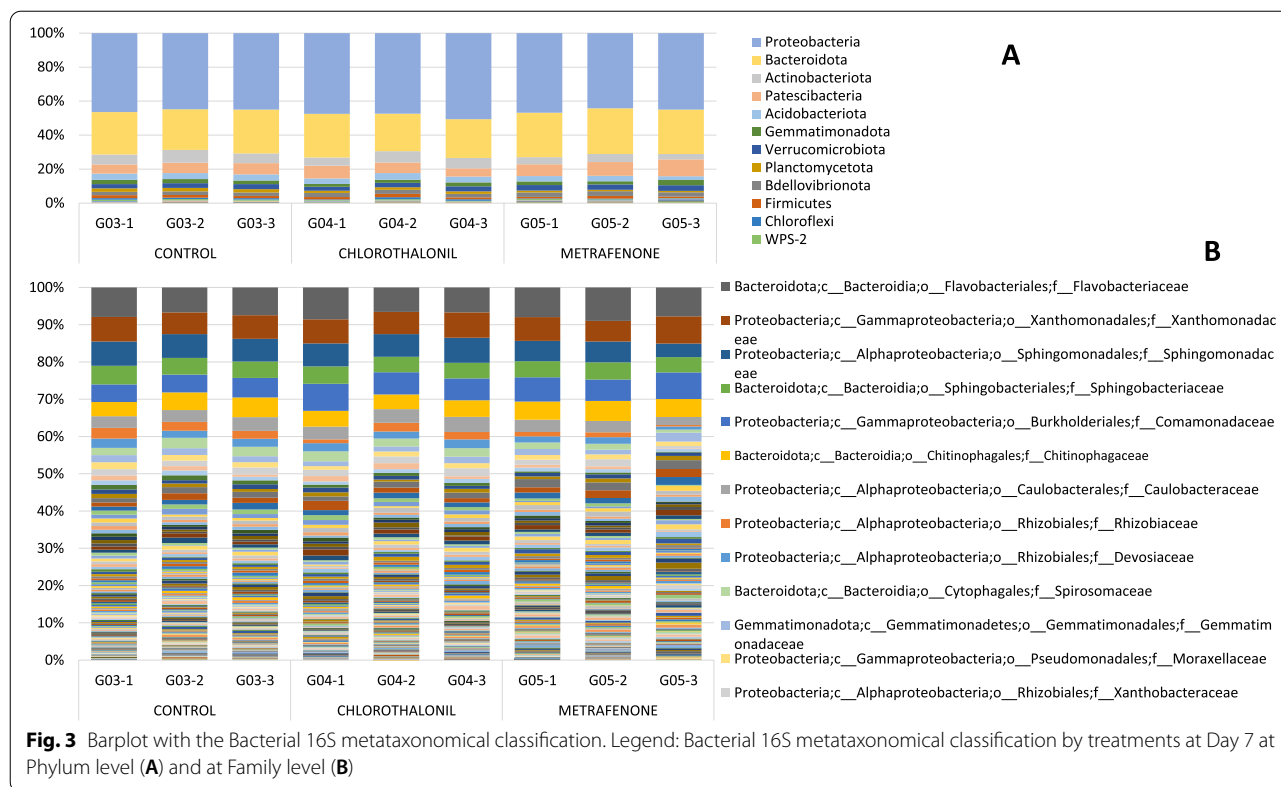 100%
80%
60%
40%
20%
0%
G03-1 G03-2 G03-3 G04-1 G04-2 G04-3 G05-1 G05-2 G05-3
CONTROL CHLOROTHALONIL METRAFENONE
Proteobacteria
Bacteroidota
Actinobacteriota
Patescibacteria
Acidobacteriota
Gemmatimonadota
Verrucomicrobiota
Planctomycetota
Bdellovibrionota
Firmicutes
Chloroflexi
WPS-2
A
B
100%
90%
80%
70%
60%
50%
40%
30%
20%
10%
0%
G03-1 G03-2 G03-3 G04-1 G04-2 G04-3 G05-1 G05-2 G05-3
CONTROL CHLOROTHALONIL METRAFENONE
Bacteroidota;c__Bacteroidia;o__Flavobacteriales;f__Flavobacteriaceae
Proteobacteria;c__Gammaproteobacteria;o__Xanthomonadales;f__Xanthomonadac
eae
Proteobacteria;c__Alphaproteobacteria;o__Sphingomonadales;f__Sphingomonadac
eae
Bacteroidota;c__Bacteroidia;o__Sphingobacteriales;f__Sphingobacteriaceae
Proteobacteria;c__Gammaproteobacteria;o__Burkholderiales;f__Comamonadaceae
Bacteroidota;c__Bacteroidia;o__Chitinophagales;f__Chitinophagaceae
Proteobacteria;c__Alphaproteobacteria;o__Caulobacterales;f__Caulobacteraceae
Proteobacteria;c__Alphaproteobacteria;o__Rhizobiales;f__Rhizobiaceae
Proteobacteria;c__Alphaproteobacteria;o__Rhizobiales;f__Devosiaceae
Bacteroidota;c__Bacteroidia;o__Cytophagales;f__Spirosomaceae
Gemmatimonadota;c__Gemmatimonadetes;o__Gemmatimonadales;f__Gemmatim
onadaceae
Proteobacteria;c__Gammaproteobacteria;o__Pseudomonadales;f__Moraxellaceae
Proteobacteria;c__Alphaproteobacteria;o__Rhizobiales;f__Xanthobacteraceae
Fig. 3 Barplot with the Bacterial 16S metataxonomical classification. Legend: Bacterial 16S metataxonomical classification by treatments at Day 7 at
Phylum level (A) and at Family level (B)